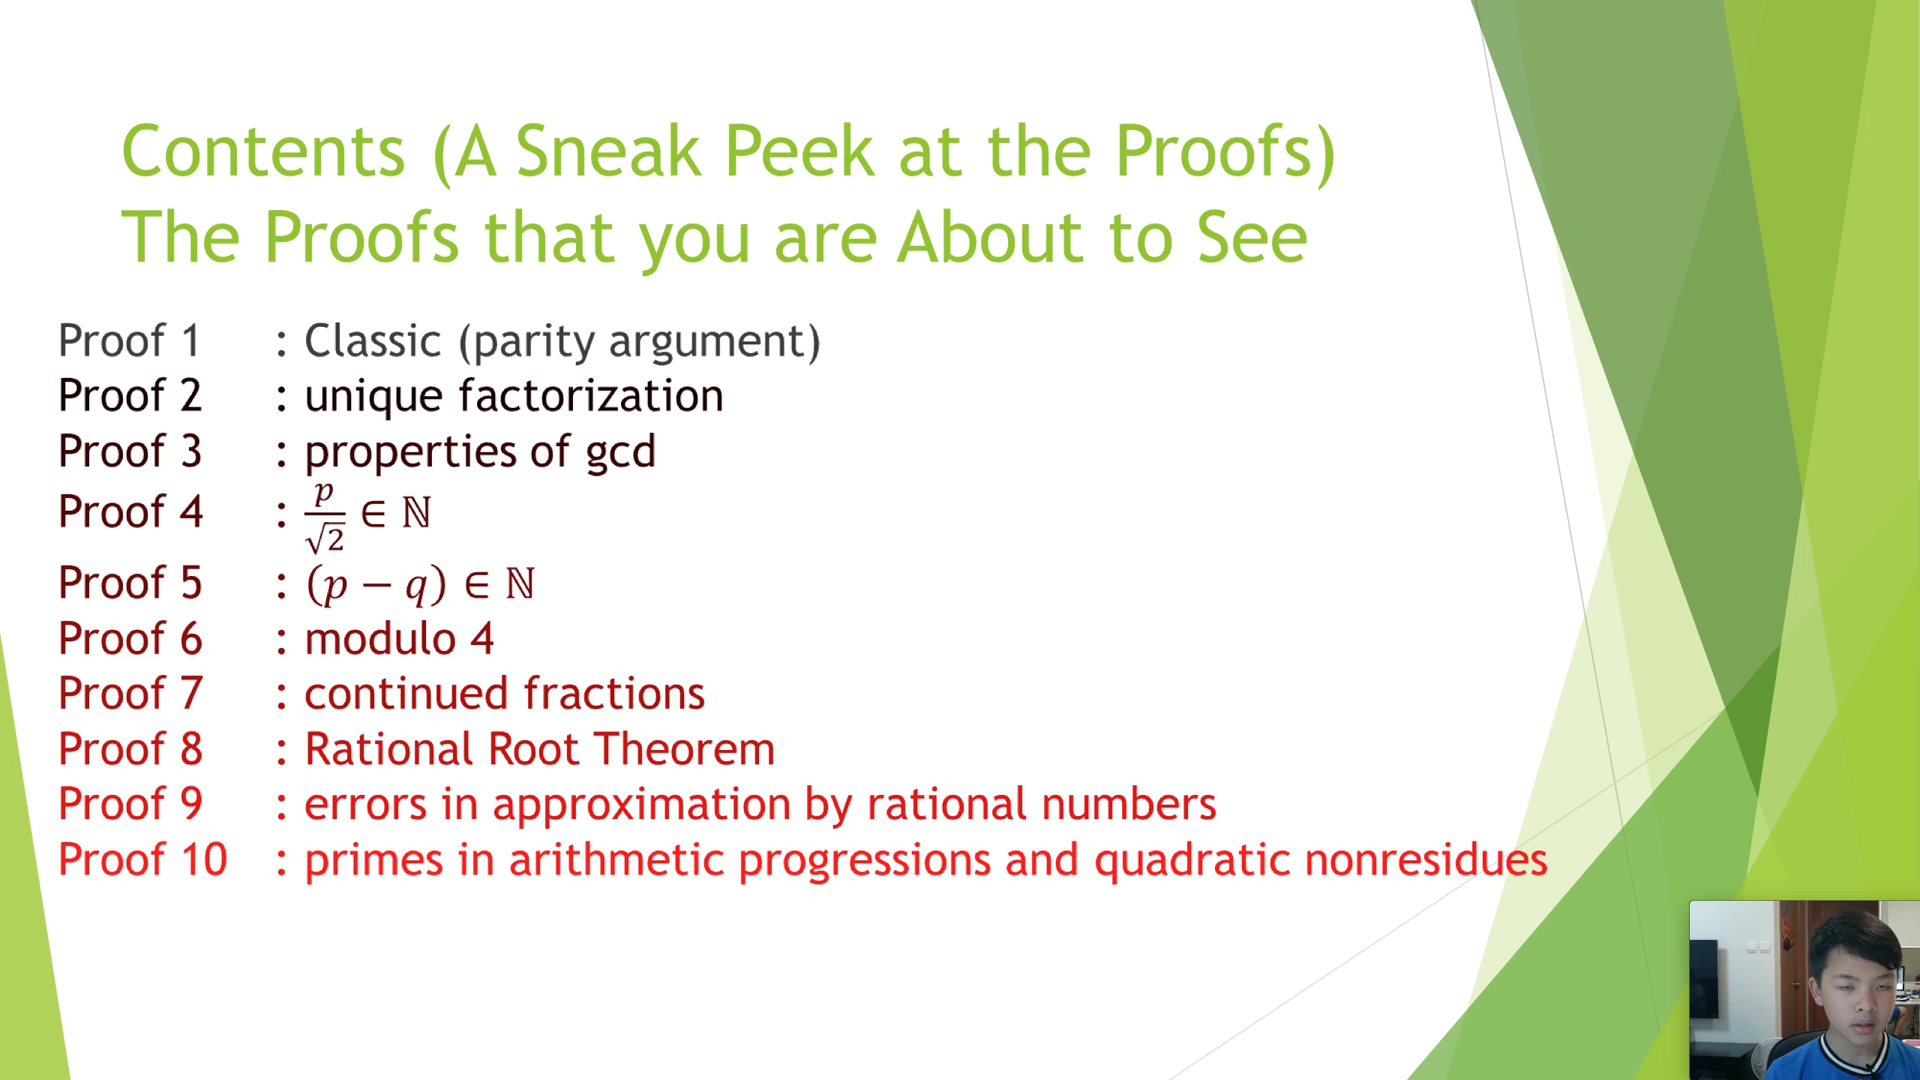 Contents (A Sneak Peek at the Proofs)
The Proofs that you are About to See
Proof 1 : Classic (parity argument)
Proof 2 : unique factorization
Proof 3 : properties of gcd
Proof 4 : p/√2 ∈ ℕ
Proof 5 : (p − q) ∈ ℕ
Proof 6 : modulo 4
Proof 7 : continued fractions
Proof 8 : Rational Root Theorem
Proof 9 : errors in approximation by rational numbers
Proof 10 : primes in arithmetic progressions and quadratic nonresidues